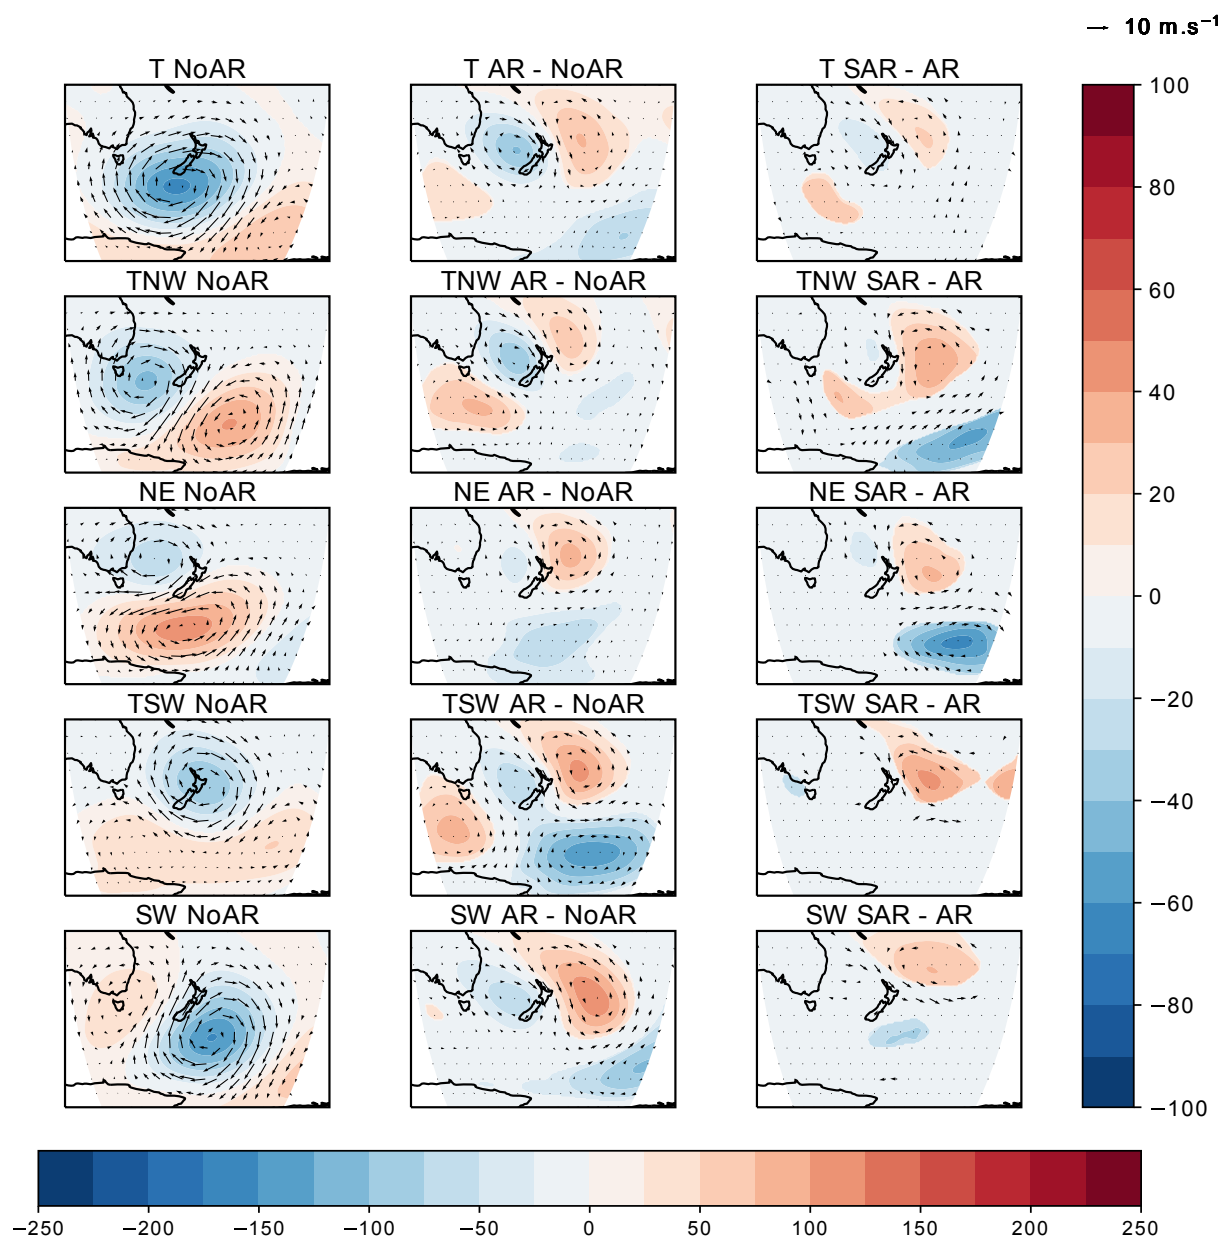 10 m.s⁻¹
T NoAR T AR - NoAR T SAR - AR
TNW NoAR TNW AR - NoAR TNW SAR - AR
NE NoAR NE AR - NoAR NE SAR - AR
TSW NoAR TSW AR - NoAR TSW SAR - AR
SW NoAR SW AR - NoAR SW SAR - AR
100
80
60
40
20
0
−20
−40
−60
−80
−100
−250 −200 −150 −100 −50 0 50 100 150 200 250